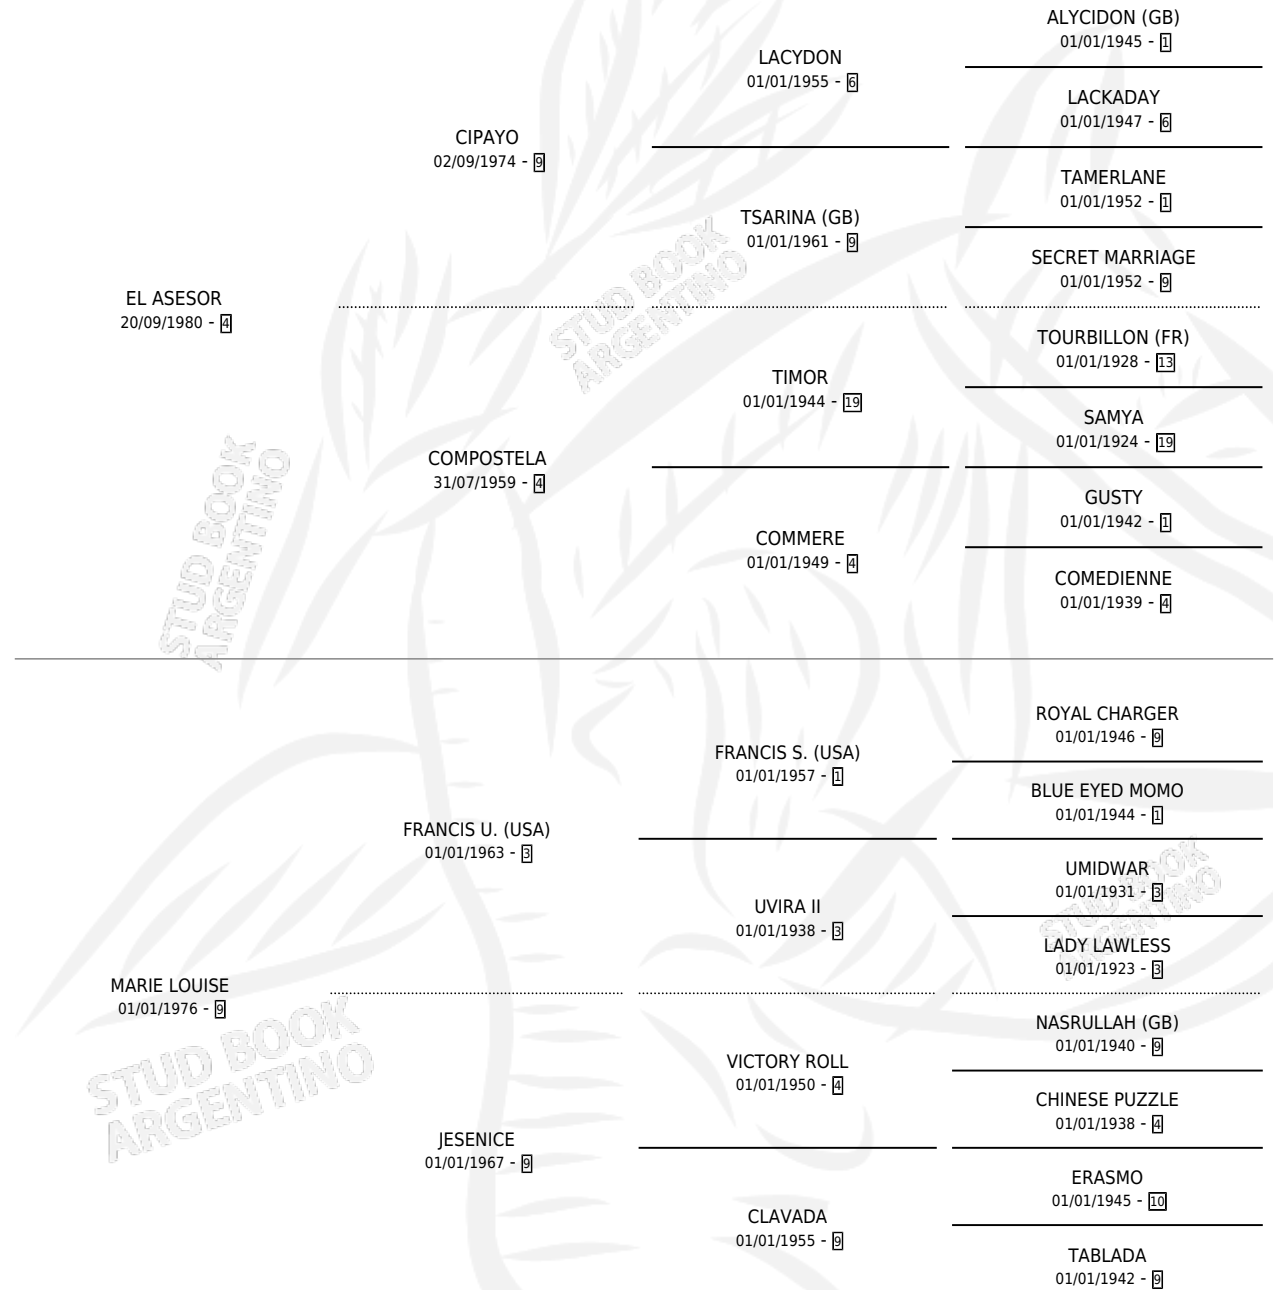 ALYCIDON (GB)
01/01/1945 - 1
LACYDON
01/01/1955 - 6
LACKADAY
01/01/1947 - 6
CIPAYO
02/09/1974 - 9
TAMERLANE
01/01/1952 - 1
TSARINA (GB)
01/01/1961 - 9
SECRET MARRIAGE
01/01/1952 - 9
EL ASESOR
20/09/1980 - 4
STUD BOOK
ARGENTINO
TOURBILLON (FR)
01/01/1928 - 13
TIMOR
01/01/1944 - 19
SAMYA
01/01/1924 - 19
COMPOSTELA
31/07/1959 - 4
GUSTY
01/01/1942 - 1
COMMERE
01/01/1949 - 4
COMEDIENNE
01/01/1939 - 4
STUD BOOK
ARGENTINO
ROYAL CHARGER
01/01/1946 - 9
FRANCIS S. (USA)
01/01/1957 - 1
BLUE EYED MOMO
01/01/1944 - 1
FRANCIS U. (USA)
01/01/1963 - 3
UMIDWAR
01/01/1931 - 3
UVIRA II
01/01/1938 - 3
LADY LAWLESS
01/01/1923 - 3
STUD BOOK
ARGENTINO
MARIE LOUISE
01/01/1976 - 9
NASRULLAH (GB)
01/01/1940 - 9
VICTORY ROLL
01/01/1950 - 4
CHINESE PUZZLE
01/01/1938 - 4
STUD BOOK
ARGENTINO
JESENICE
01/01/1967 - 9
ERASMO
01/01/1945 - 10
CLAVADA
01/01/1955 - 9
TABLADA
01/01/1942 - 9